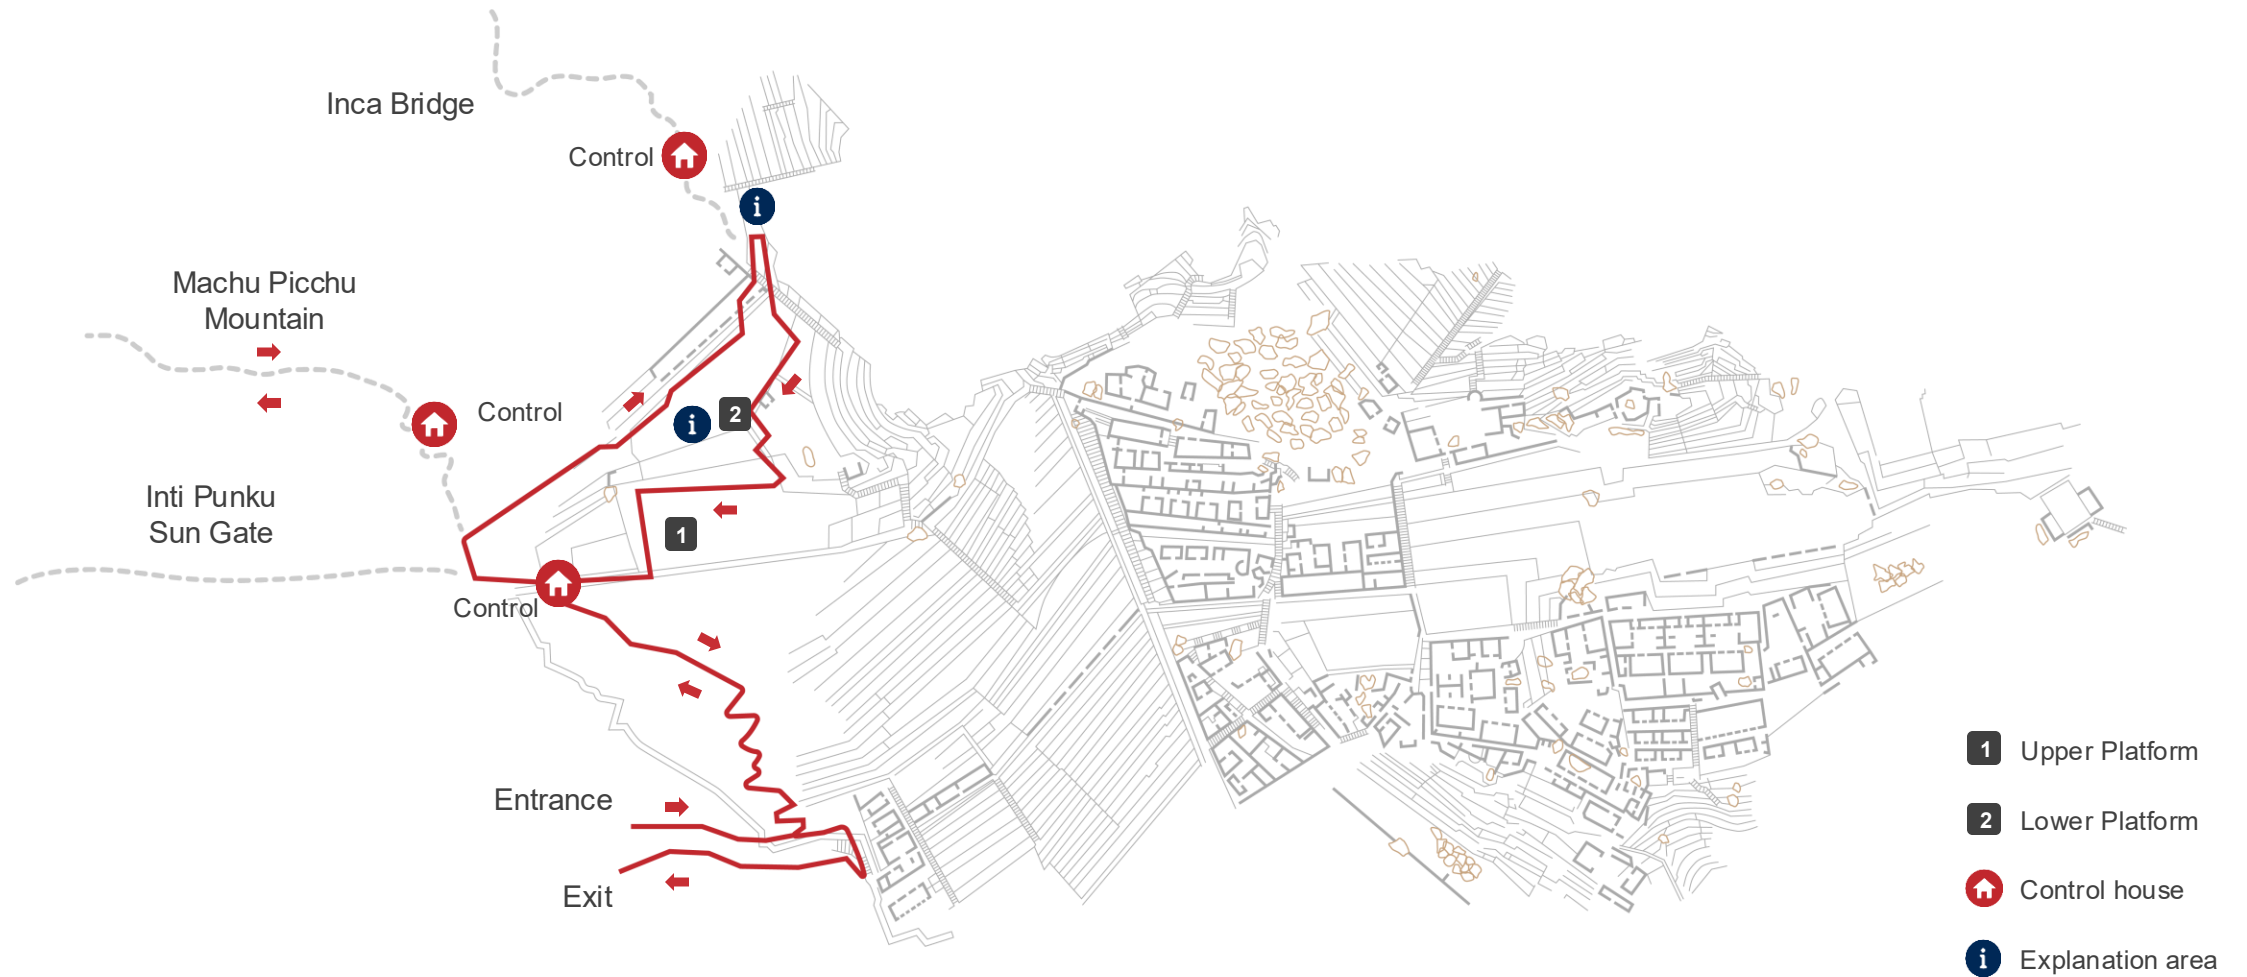 Inca Bridge
Control
Machu Picchu
Mountain
Control
2
Inti Punku
Sun Gate
1
Control
Entrance
Exit
1 Upper Platform
2 Lower Platform
Control house
i Explanation area
i
i